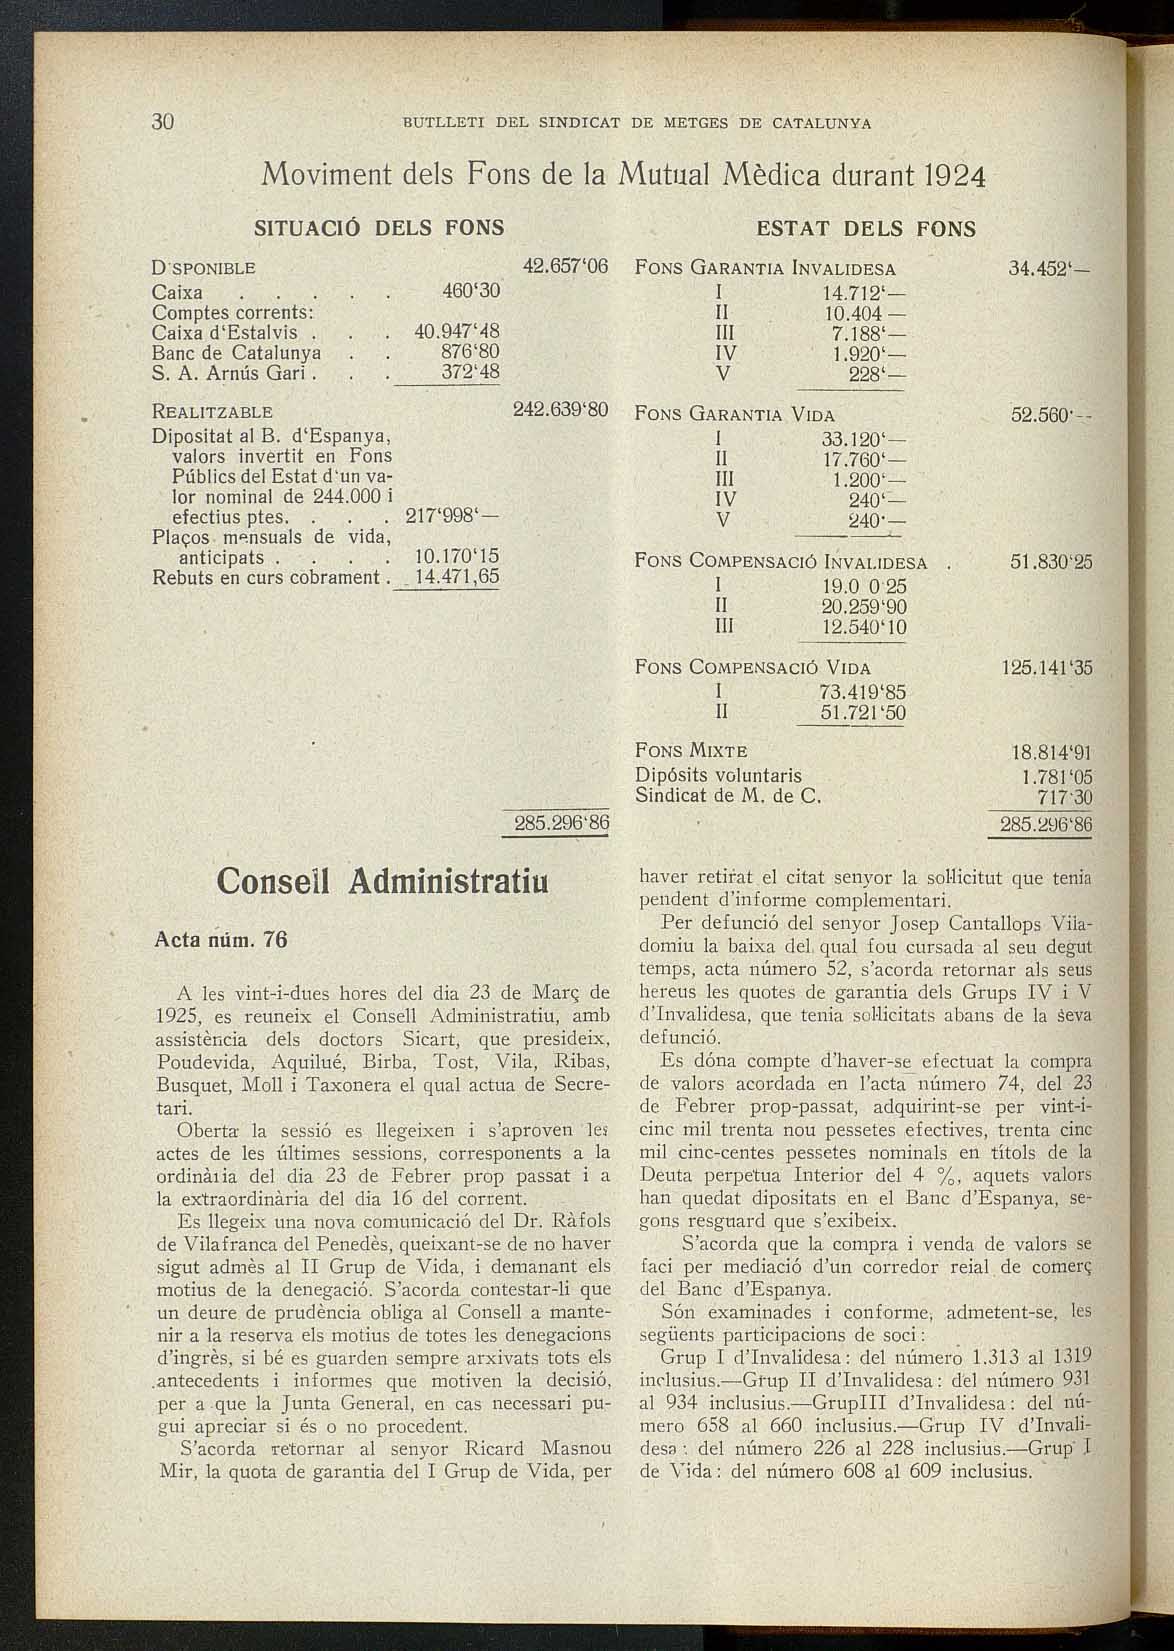 30
BUTLLETI DEL SINDICAT DE METGES DE CATALUNYA
Moviment dels Fons de la Mutual Mèdica durant 1924
SITUACIÓ DELS FONS
D'SPONIBLE 42.657‘06
Caixa . . . . . 460‘30
Comptes corrents:
Caixa d‘Estalvis . . . 40.947‘48
Banc de Catalunya . . 876‘80
S. A. Arnús Gari . . . 372‘48
REALITZABLE 242.639‘80
Dipositat al B. d‘Espanya,
valors invertit en Fons
Públics del Estat d‘un va-
lor nominal de 244.000 i
efectius ptes. . . . 217‘998‘—
Plaços mensuals de vida,
anticipats . . . . 10.170‘15
Rebuts en curs cobrament . 14.471,65
285.296‘86
ESTAT DELS FONS
FONS GARANTIA INVALIDESA 34.452‘—
I 14.712‘—
II 10.404 —
III 7.188‘—
IV 1.920‘—
V 228‘—
FONS GARANTIA VIDA 52.560‘--
I 33.120‘—
II 17.760‘—
III 1.200‘—
IV 240‘—
V 240‘—
FONS COMPENSACIÓ INVALIDESA . 51.830‘25
I 19.0 0‘25
II 20.259‘90
III 12.540‘10
FONS COMPENSACIÓ VIDA 125.141‘35
I 73.419‘85
II 51.721‘50
FONS MIXTE 18.814‘91
Dipósits voluntaris 1.781‘05
Sindicat de M. de C. 717‘30
285.296‘86
Consell Administratiu
Acta núm. 76
A les vint-i-dues hores del dia 23 de Març de
1925, es reuneix el Consell Administratiu, amb
assistència dels doctors Sicart, que presideix,
Poudevida, Aquilué, Birba, Tost, Vila, Ribas,
Busquet, Moll i Taxonera el qual actua de Secre-
tari.
Oberta la sessió es llegeixen i s'aproven les
actes de les últimes sessions, corresponents a la
ordinària del dia 23 de Febrer prop passat i a
la extraordinària del dia 16 del corrent.
Es llegeix una nova comunicació del Dr. Ràfols
de Vilafranca del Penedès, queixant-se de no haver
sigut admès al II Grup de Vida, i demanant els
motius de la denegació. S'acorda contestar-li que
un deure de prudència obliga al Consell a mante-
nir a la reserva els motius de totes les denegacions
d'ingrès, si bé es guarden sempre arxivats tots els
antecedents i informes que motiven la decisió,
per a que la Junta General, en cas necessari pu-
gui apreciar si és o no procedent.
S'acorda retornar al senyor Ricard Masnou
Mir, la quota de garantia del I Grup de Vida, per
haver retirat el citat senyor la sol·licitut que tenia
pendent d'informe complementari.
Per defunció del senyor Josep Cantallops Vila-
domiu la baixa del qual fou cursada al seu degut
temps, acta número 52, s'acorda retornar als seus
hereus les quotes de garantia dels Grups IV i V
d'Invalidesa, que tenia sol·licitats abans de la seva
defunció.
Es dóna compte d'haver-se efectuat la compra
de valors acordada en l'acta número 74, del 23
de Febrer prop-passat, adquirint-se per vint-i-
cinc mil trenta nou pessetes efectives, trenta cinc
mil cinc-centes pessetes nominals en títols de la
Deuta perpetua Interior del 4 %, aquets valors
han quedat dipositats en el Banc d'Espanya, se-
gons resguard que s'exibeix.
S'acorda que la compra i venda de valors se
faci per mediació d'un corredor reial de comerç
del Banc d'Espanya.
Són examinades i conforme, admetent-se, les
següents participacions de soci:
Grup I d'Invalidesa: del número 1.313 al 1319
inclusius.—Grup II d'Invalidesa: del número 931
al 934 inclusius.—GrupIII d'Invalidesa: del nú-
mero 658 al 660 inclusius.—Grup IV d'Invali-
desa: del número 226 al 228 inclusius.—Grup I
de Vida: del número 608 al 609 inclusius.